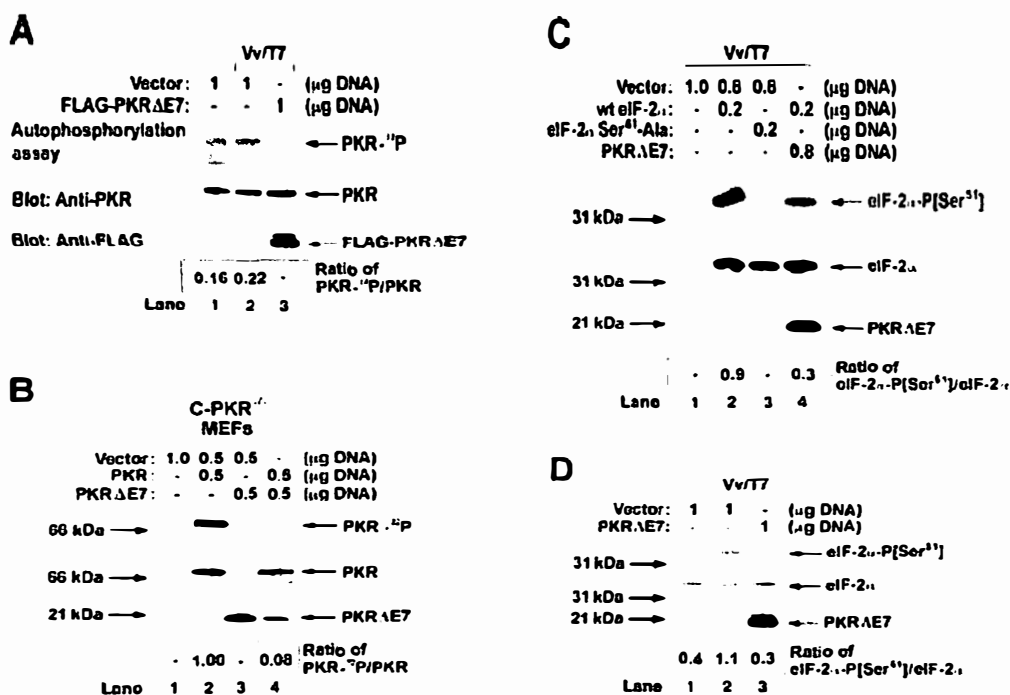 A
Vv/T7
Vector: 1 1 - (µg DNA)
FLAG-PKRΔE7: - - 1 (µg DNA)
Autophosphorylation assay
PKR-³²P
Blot: Anti-PKR
PKR
Blot: Anti-FLAG
FLAG-PKRΔE7
0.16 0.22 - Ratio of PKR-³²P/PKR
Lane 1 2 3
B
C-PKR⁻/⁻
MEFs
Vector: 1.0 0.5 0.5 - (µg DNA)
PKR: - 0.5 - 0.5 (µg DNA)
PKRΔE7: - - 0.5 0.5 (µg DNA)
66 kDa
PKR-³²P
66 kDa
PKR
21 kDa
PKRΔE7
- 1.00 - 0.08 Ratio of PKR-³²P/PKR
Lane 1 2 3 4
C
Vv/T7
Vector: 1.0 0.8 0.8 - (µg DNA)
wt eIF-2α: - 0.2 - 0.2 (µg DNA)
eIF-2α Ser⁵¹-Ala: - - 0.2 - (µg DNA)
PKRΔE7: - - - 0.8 (µg DNA)
eIF-2α-P[Ser⁵¹]
31 kDa
eIF-2α
31 kDa
21 kDa
PKRΔE7
- 0.9 - 0.3 Ratio of eIF-2α-P[Ser⁵¹]/eIF-2α
Lane 1 2 3 4
D
Vv/T7
Vector: 1 1 - (µg DNA)
PKRΔE7: - - 1 (µg DNA)
eIF-2α-P[Ser⁵¹]
31 kDa
eIF-2α
31 kDa
21 kDa
PKRΔE7
0.4 1.1 0.3 Ratio of eIF-2α-P[Ser⁵¹]/eIF-2α
Lane 1 2 3